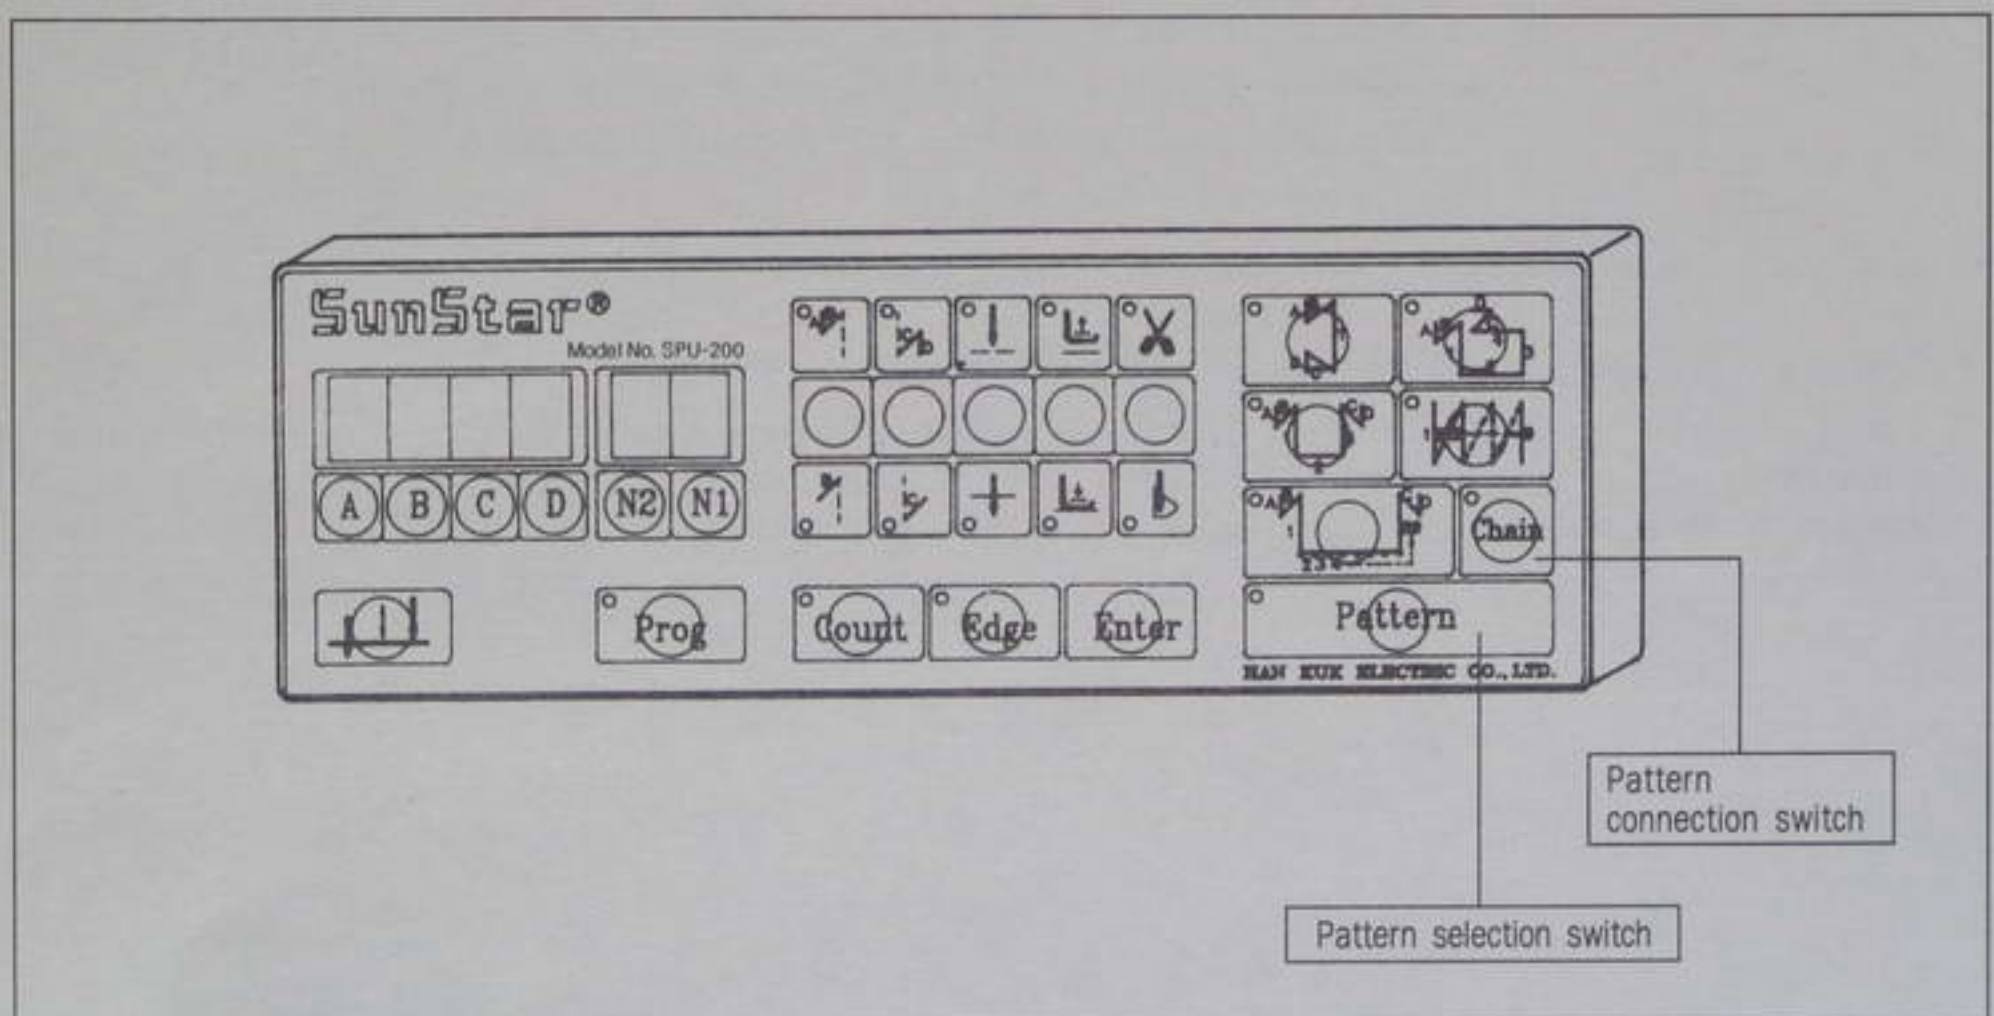 SunStar®
Model No. SPU-200
A B C D N2 N1
Prog
Count Edge Enter
Chain
Pattern
HAN KUK ELECTRIC CO., LTD.
Pattern
connection switch
Pattern selection switch